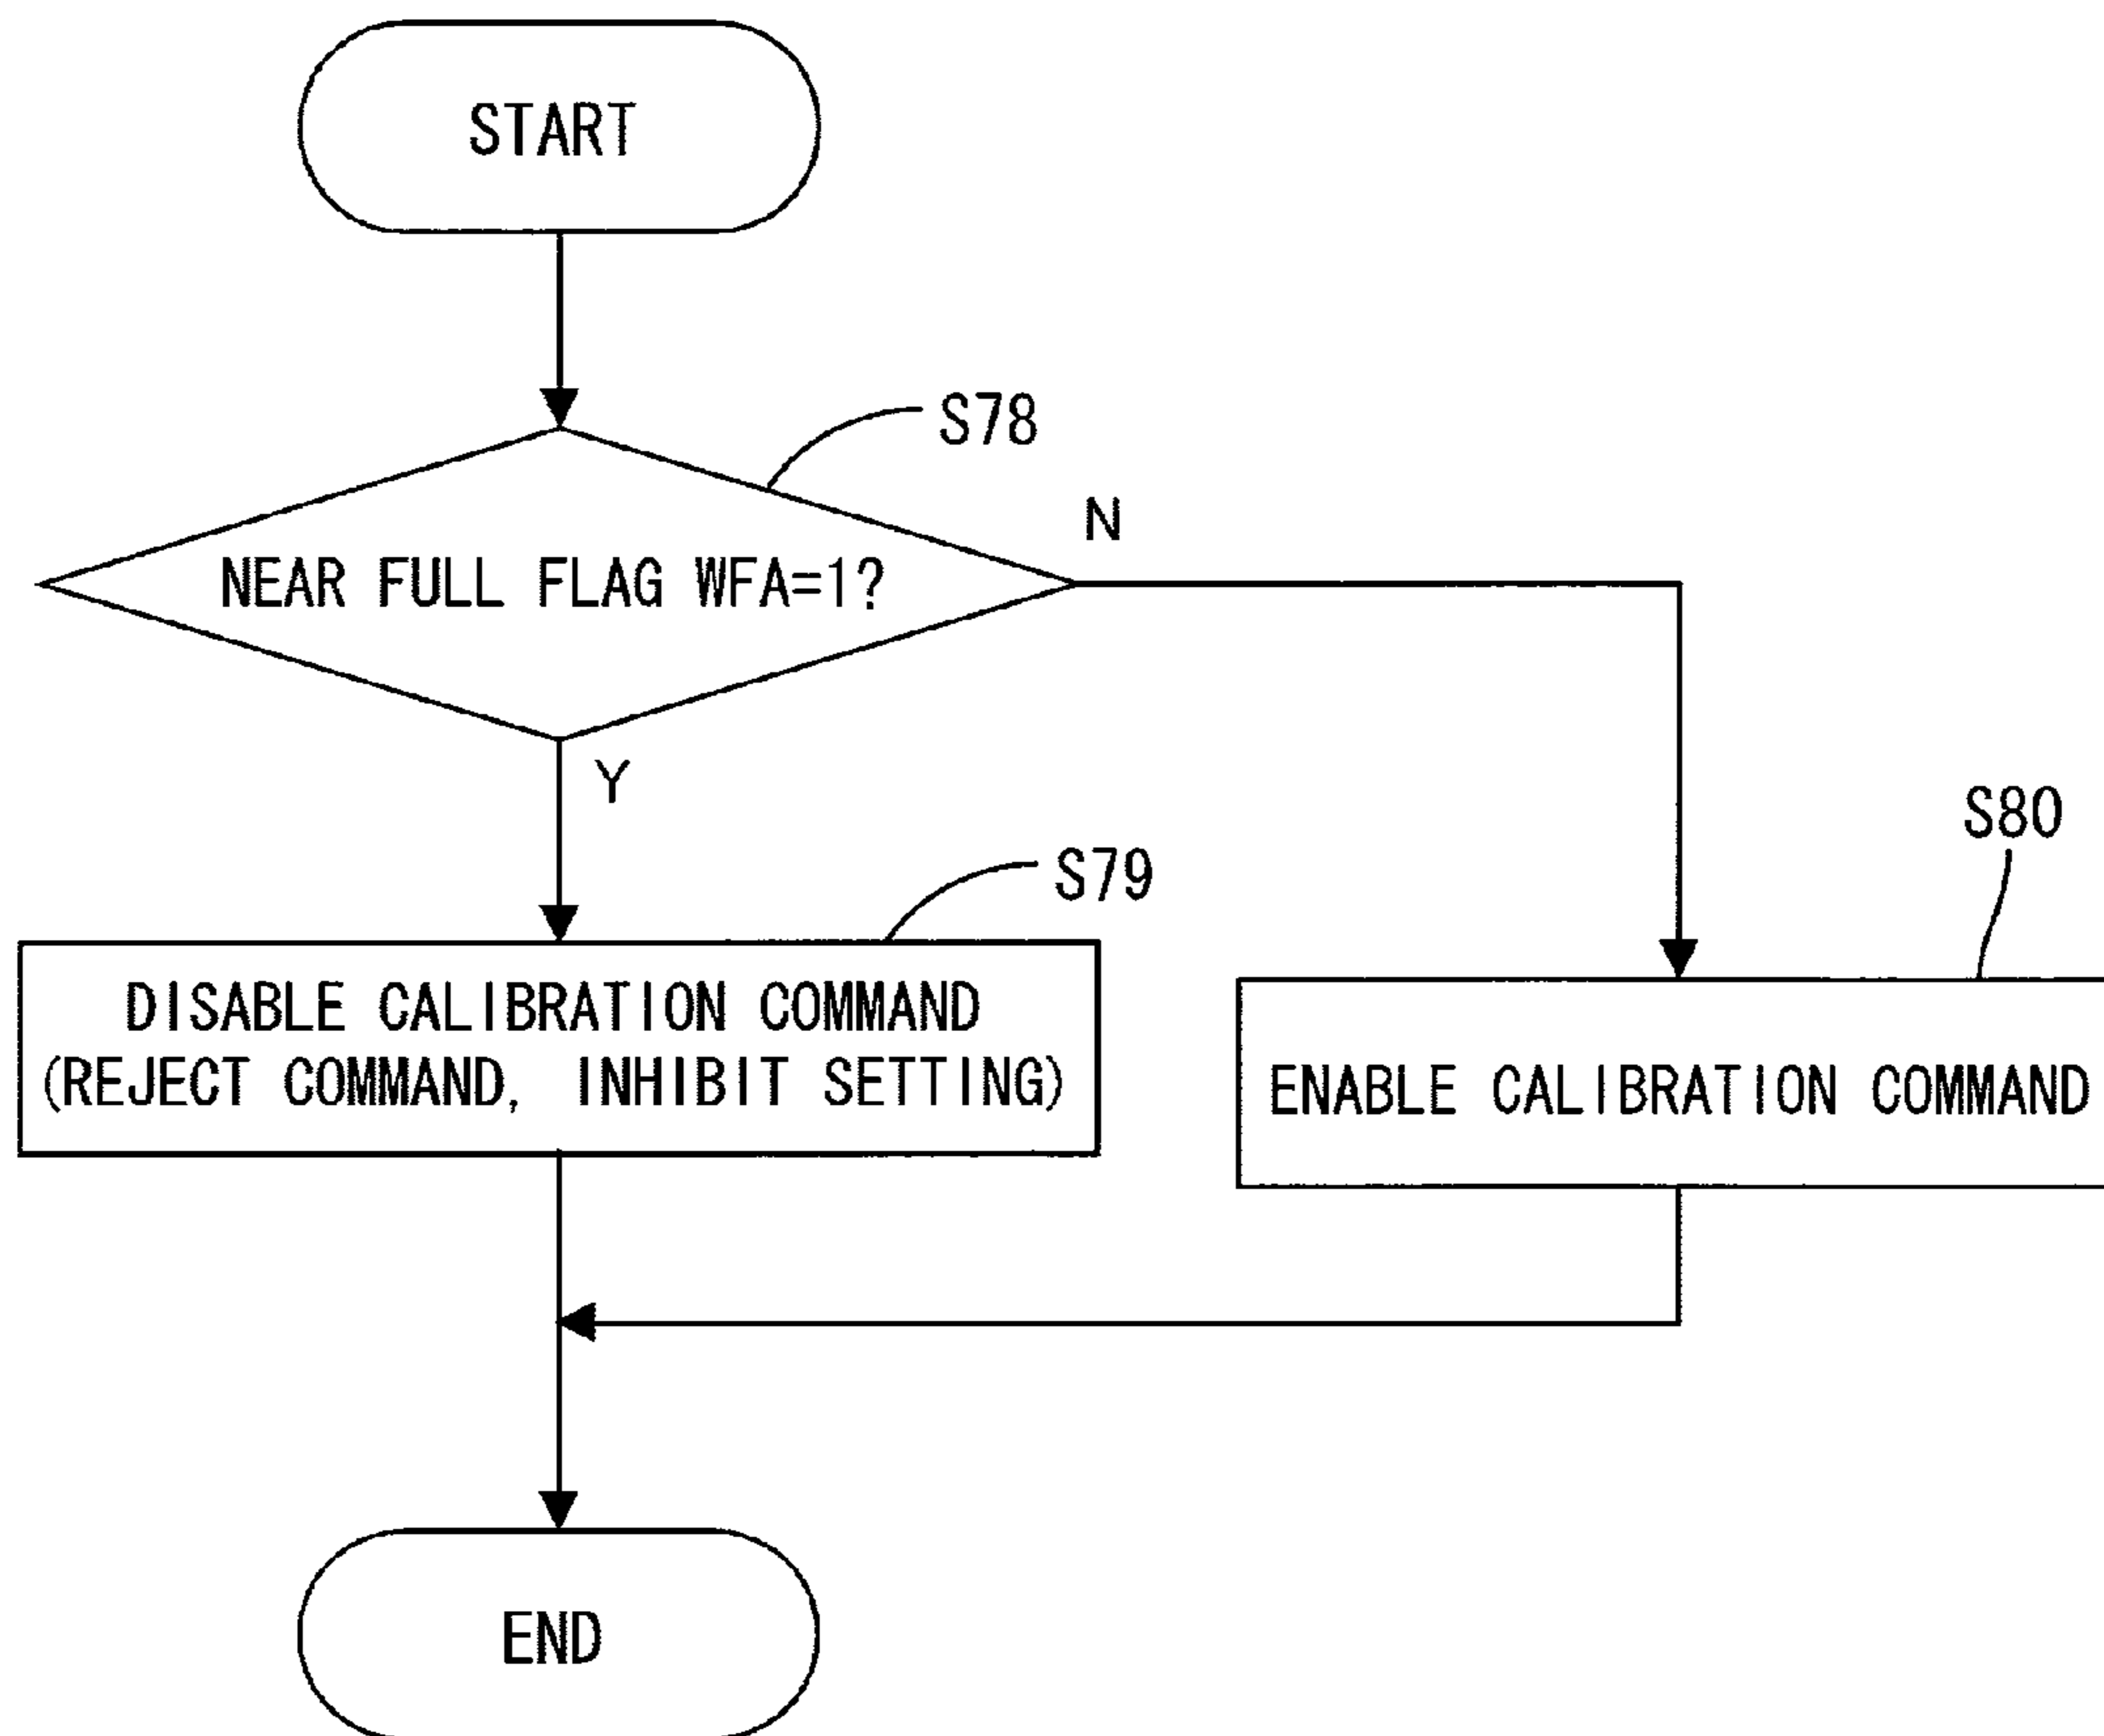 START
S78
N
NEAR FULL FLAG WFA=1?
Y
S79
S80
DISABLE CALIBRATION COMMAND
(REJECT COMMAND, INHIBIT SETTING)
ENABLE CALIBRATION COMMAND
END